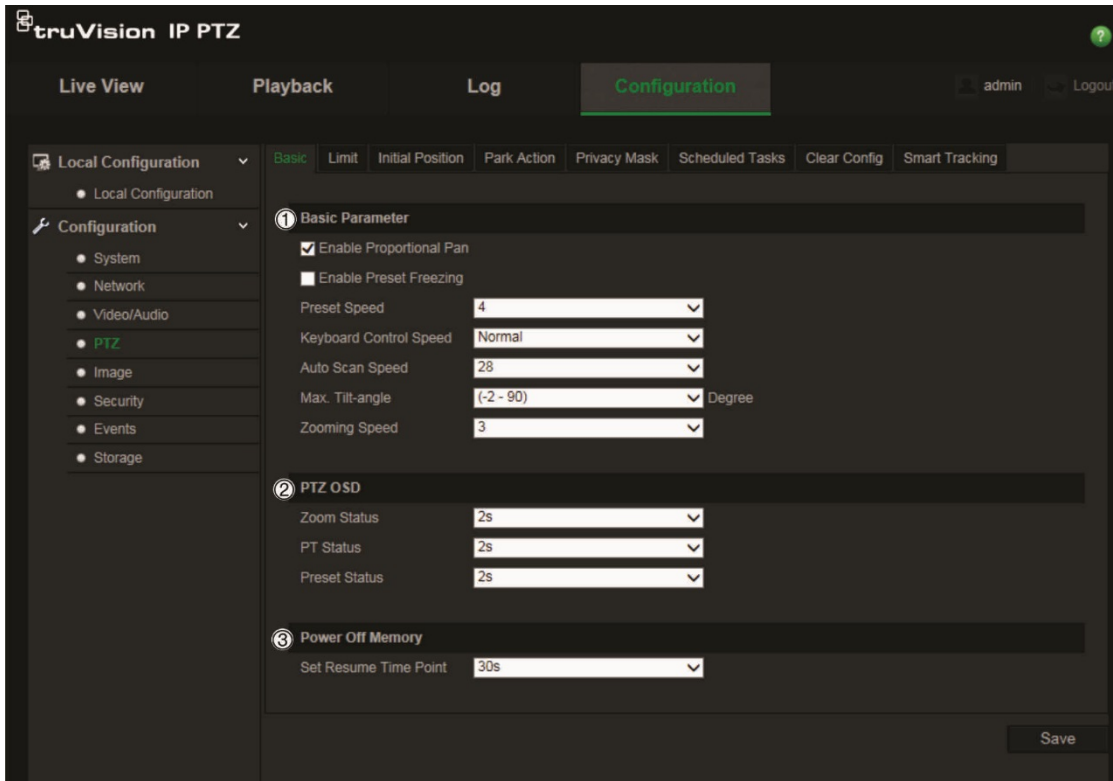 truVision IP PTZ
?
Live View Playback Log Configuration admin Logou
Local Configuration
Local Configuration
Configuration
System
Network
Video/Audio
PTZ
Image
Security
Events
Storage
Basic Limit Initial Position Park Action Privacy Mask Scheduled Tasks Clear Config Smart Tracking
① Basic Parameter
Enable Proportional Pan
Enable Preset Freezing
Preset Speed 4
Keyboard Control Speed Normal
Auto Scan Speed 28
Max. Tilt-angle (-2 - 90) Degree
Zooming Speed 3
② PTZ OSD
Zoom Status 2s
PT Status 2s
Preset Status 2s
③ Power Off Memory
Set Resume Time Point 30s
Save